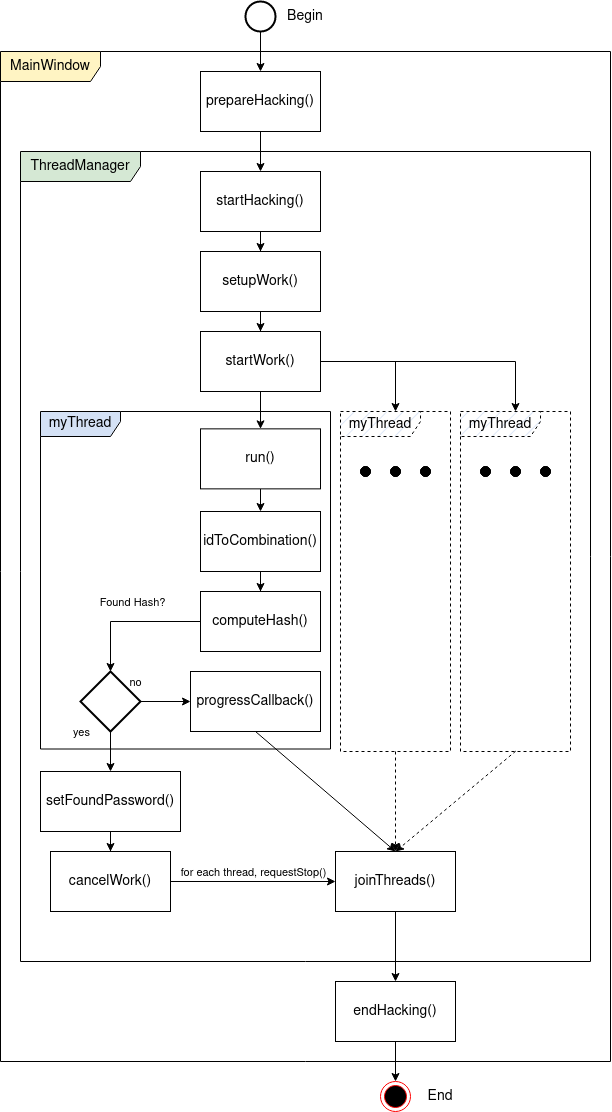 Begin
MainWindow
prepareHacking()
ThreadManager
startHacking()
setupWork()
startWork()
myThread
myThread
myThread
run()
idToCombination()
computeHash()
Found Hash?
no
progressCallback()
yes
setFoundPassword()
cancelWork()
for each thread, requestStop()
joinThreads()
endHacking()
End